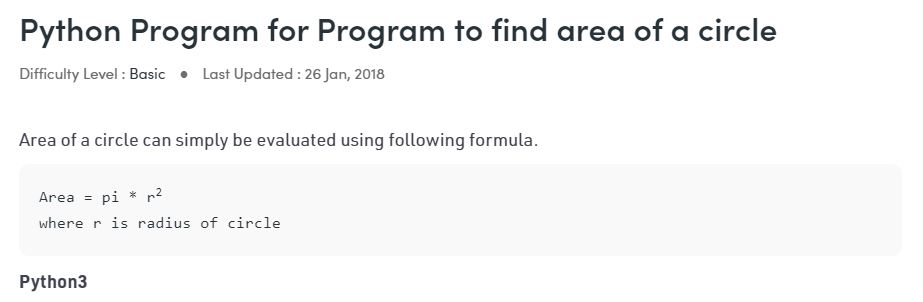 Python Program for Program to find area of a circle
Difficulty Level : Basic ● Last Updated : 26 Jan, 2018
Area of a circle can simply be evaluated using following formula.
Area = pi * r²
where r is radius of circle
Python3